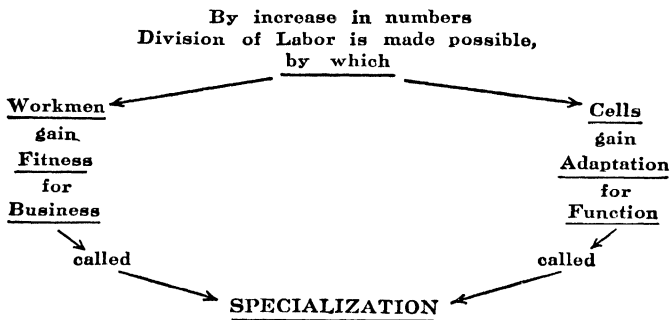 By increase in numbers
Division of Labor is made possible,
by which
Workmen
gain
Fitness
for
Business
called
Cells
gain
Adaptation
for
Function
called
SPECIALIZATION